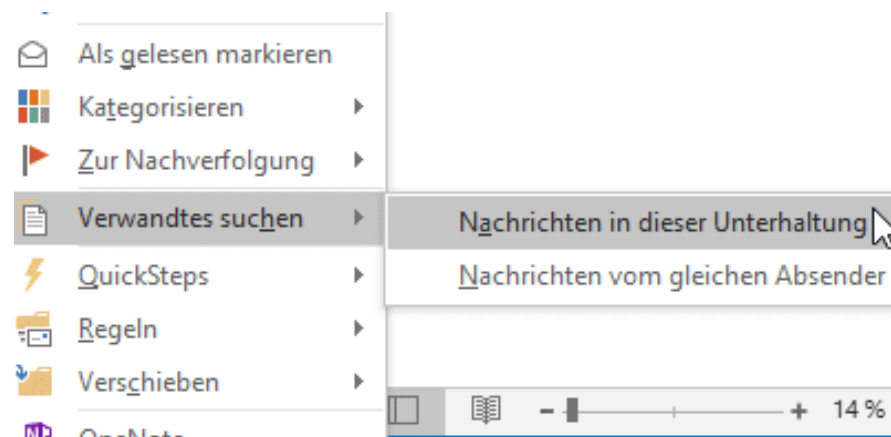 Als gelesen markieren
Kategorisieren
Zur Nachverfolgung
Verwandtes suchen
Nachrichten in dieser Unterhaltung
QuickSteps
Nachrichten vom gleichen Absender
Regeln
Verschieben
14 %
OneNote